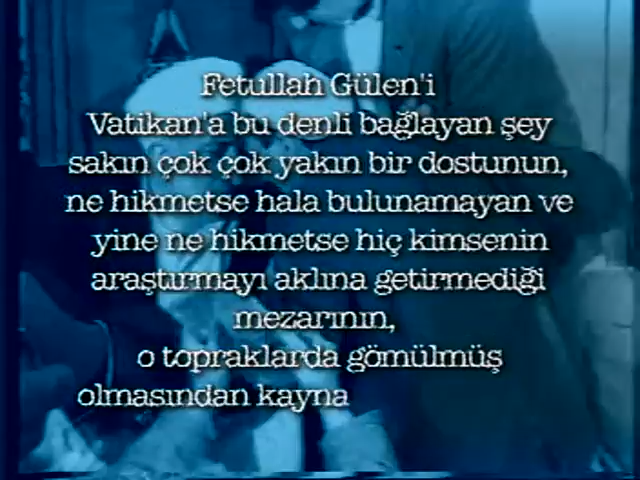 Fetullah Gülen'i
Vatikan'a bu denli bağlayan şey
sakın çok çok yakın bir dostunun,
ne hikmetse hala bulunamayan ve
yine ne hikmetse hiç kimsenin
araştırmayı aklına getirmediği
mezarının,
o topraklarda gömülmüş
olmasından kayna